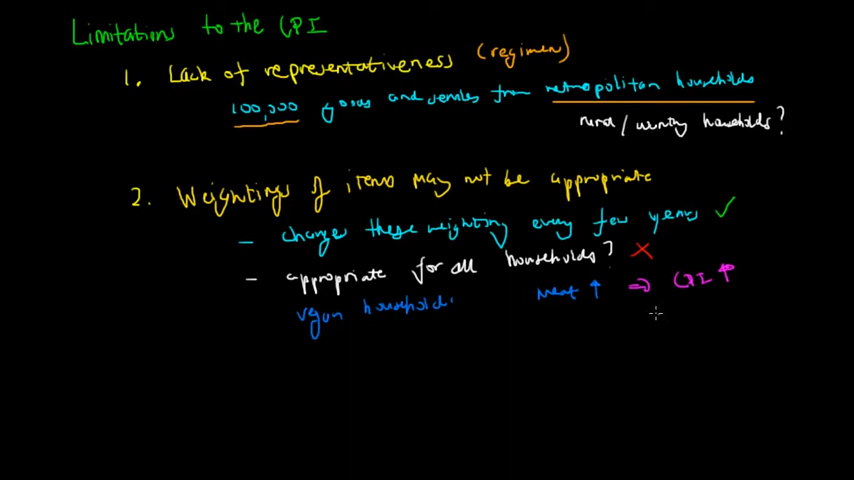 Limitations to the CPI
1. Lack of representativeness (regimen)
100,000 goods and services from metropolitan households
rural / country households?
2. Weightings of items may not be appropriate
- changes these weighting every few years ✓
- appropriate for all households? ✗
vegan households meat ↑ ⇒ CPI ↑